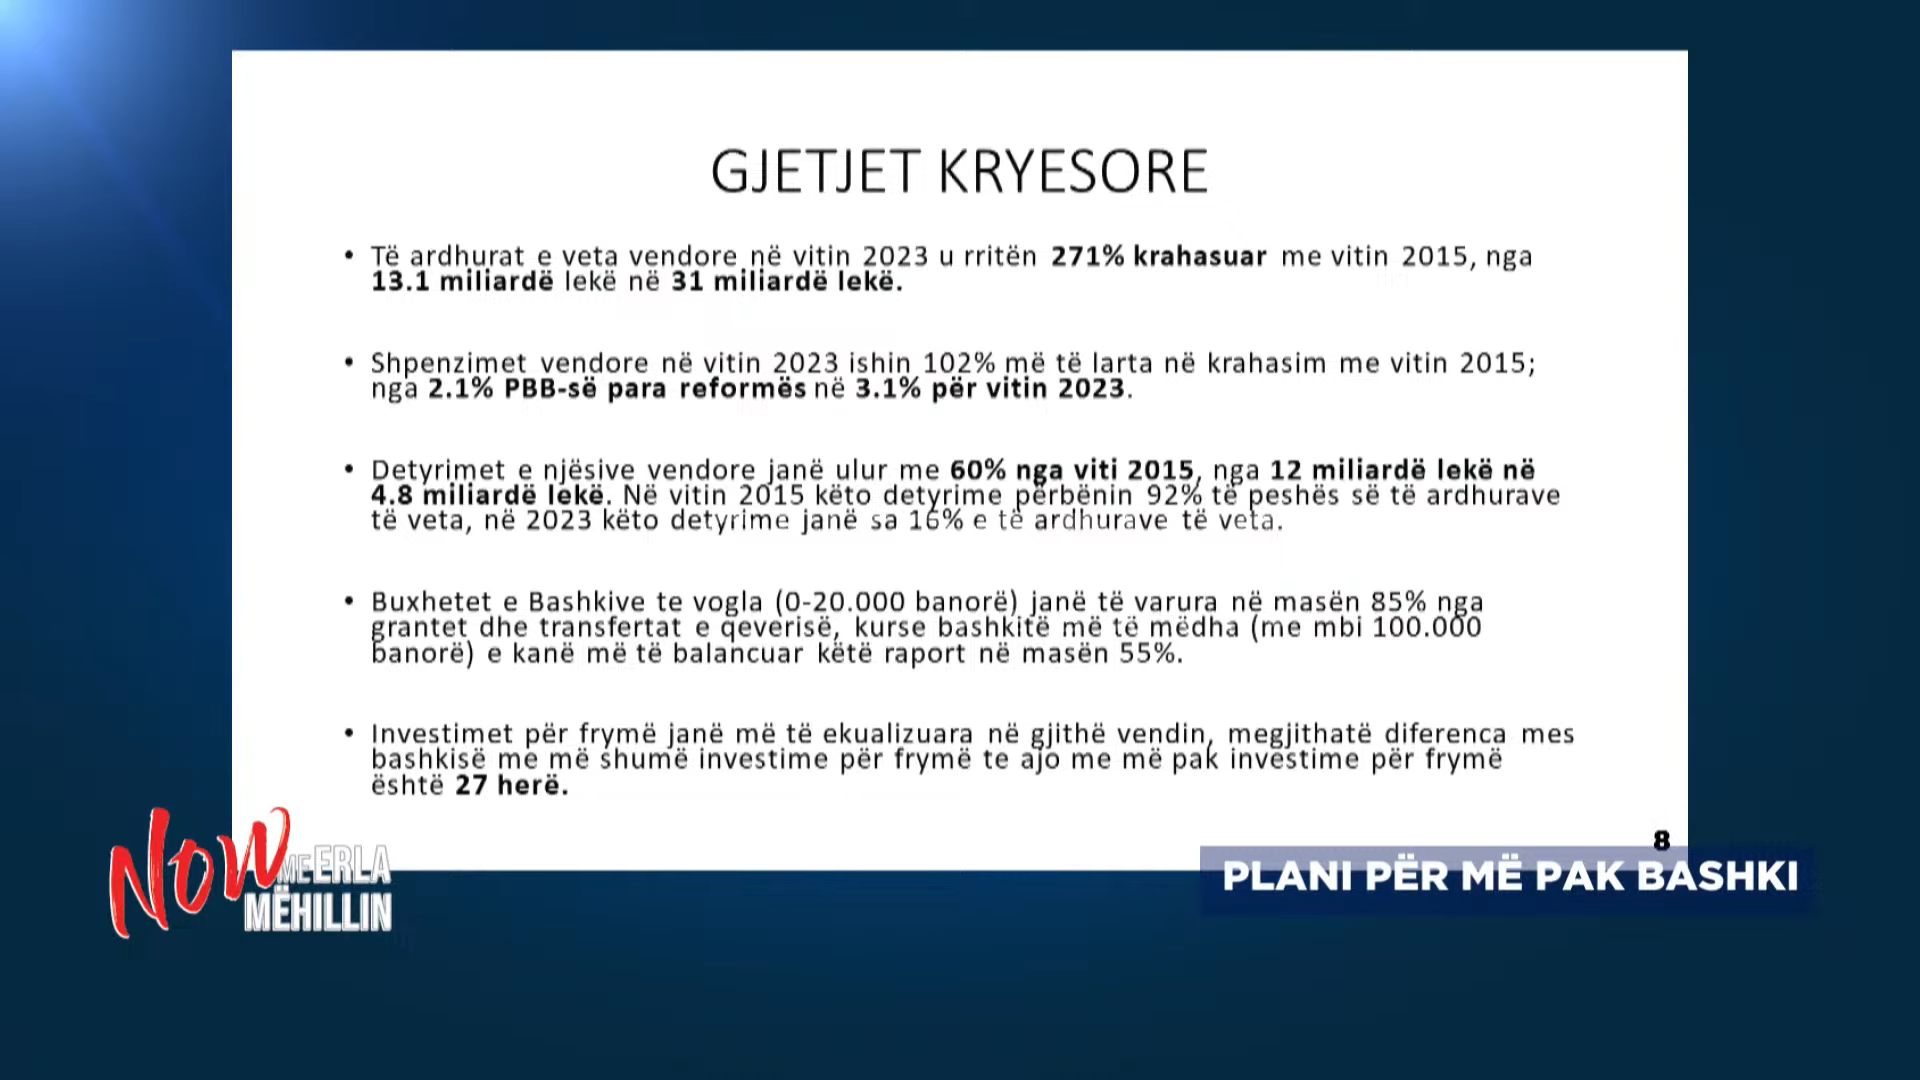 GJETJET KRYESORE
• Të ardhurat e veta vendore në vitin 2023 u rritën 271% krahasuar me vitin 2015, nga
13.1 miliardë lekë në 31 miliardë lekë.
• Shpenzimet vendore në vitin 2023 ishin 102% më të larta në krahasim me vitin 2015;
nga 2.1% PBB-së para reformës në 3.1% për vitin 2023.
• Detyrimet e njësive vendore janë ulur me 60% nga viti 2015, nga 12 miliardë lekë në
4.8 miliardë lekë. Në vitin 2015 këto detyrime përbënin 92% të peshës së të ardhurave
të veta, në 2023 këto detyrime janë sa 16% e të ardhurave të veta.
• Buxhetet e Bashkive te vogla (0-20.000 banorë) janë të varura në masën 85% nga
grantet dhe transfertat e qeverisë, kurse bashkitë më të mëdha (me mbi 100.000
banorë) e kanë më të balancuar këtë raport në masën 55%.
• Investimet për frymë janë më të ekualizuara në gjithë vendin, megjithatë diferenca mes
bashkisë me më shumë investime për frymë te ajo me më pak investime për frymë
është 27 herë.
8
Now ME ERLA
MËHILLIN
PLANI PËR MË PAK BASHKI